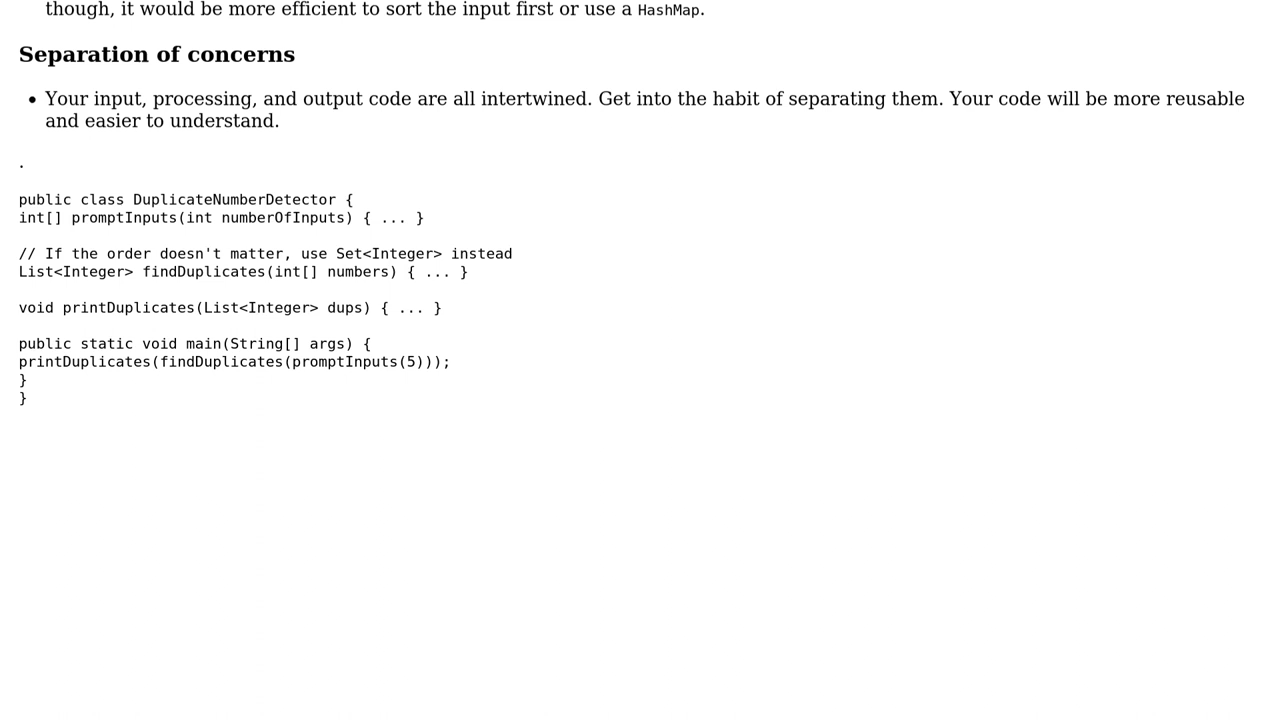 though, it would be more efficient to sort the input first or use a HashMap.
Separation of concerns
• Your input, processing, and output code are all intertwined. Get into the habit of separating them. Your code will be more reusable
and easier to understand.
.
public class DuplicateNumberDetector {
int[] promptInputs(int numberOfInputs) { ... }
// If the order doesn't matter, use Set<Integer> instead
List<Integer> findDuplicates(int[] numbers) { ... }
void printDuplicates(List<Integer> dups) { ... }
public static void main(String[] args) {
printDuplicates(findDuplicates(promptInputs(5)));
}
}